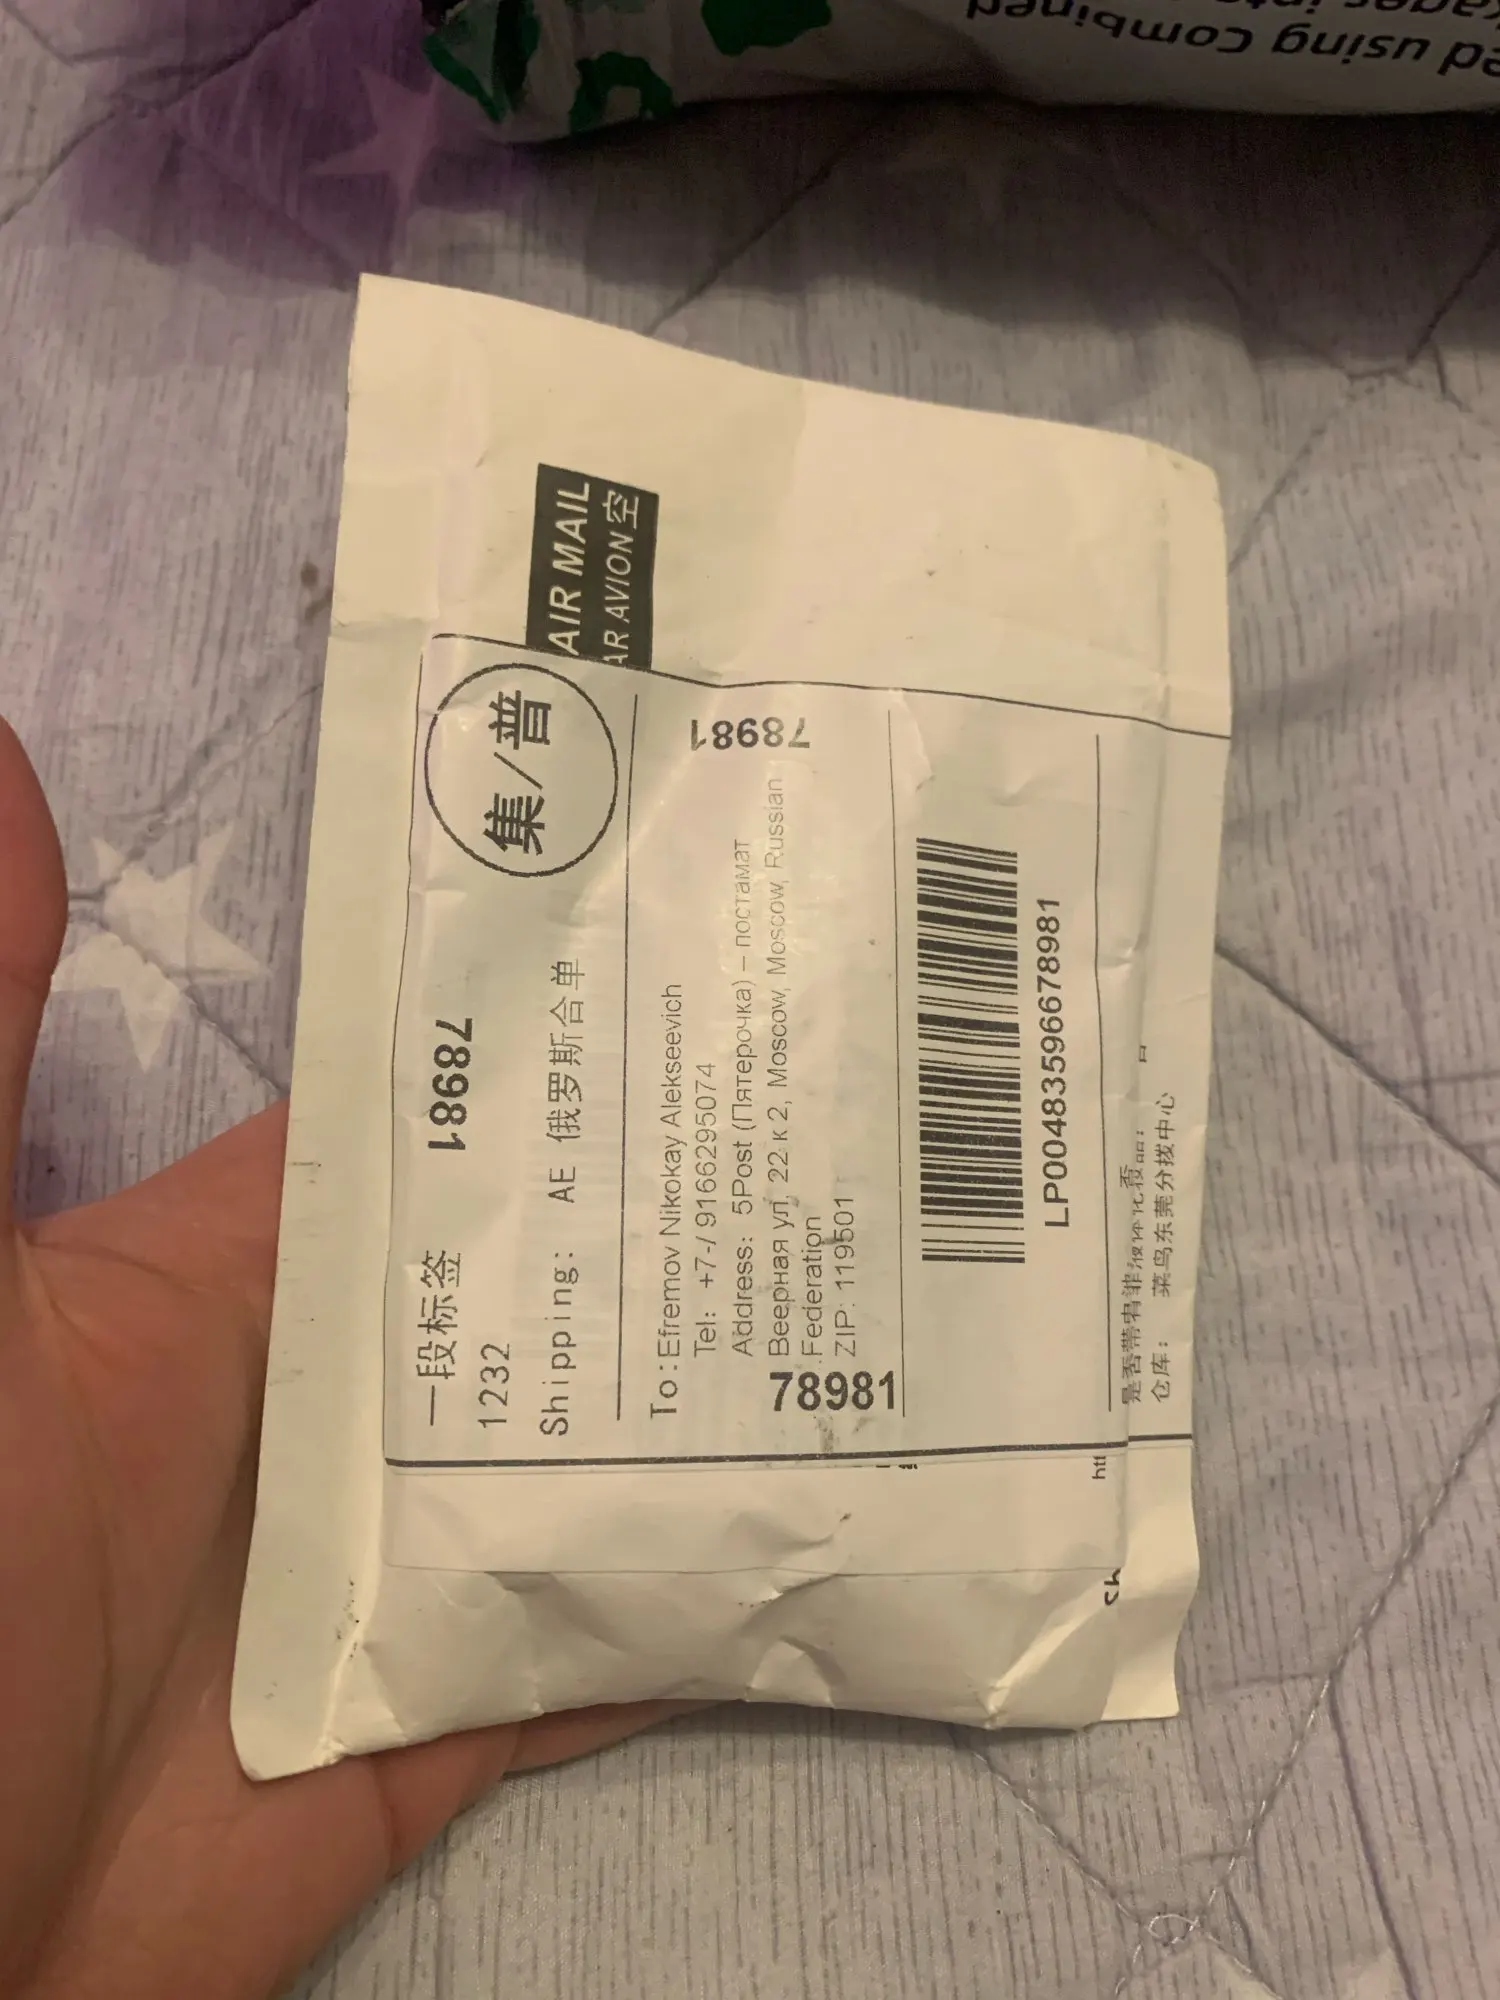 ed using Combined
AIR MAIL
AR AVION 空
集/普
一段标签
78981
1232
Shipping: AE 俄罗斯合单
To:Efremov Nikokay Alekseevich
Tel: +7-/ 9166295074
Address: 5Post (Пятерочка) – постамат
Веерная ул, 22 к 2, Moscow, Moscow, Moscow, Russian
Federation
ZIP: 119501
78981
78981
LP00483596678981
仓库: 菜鸟东莞分拨中心
htt